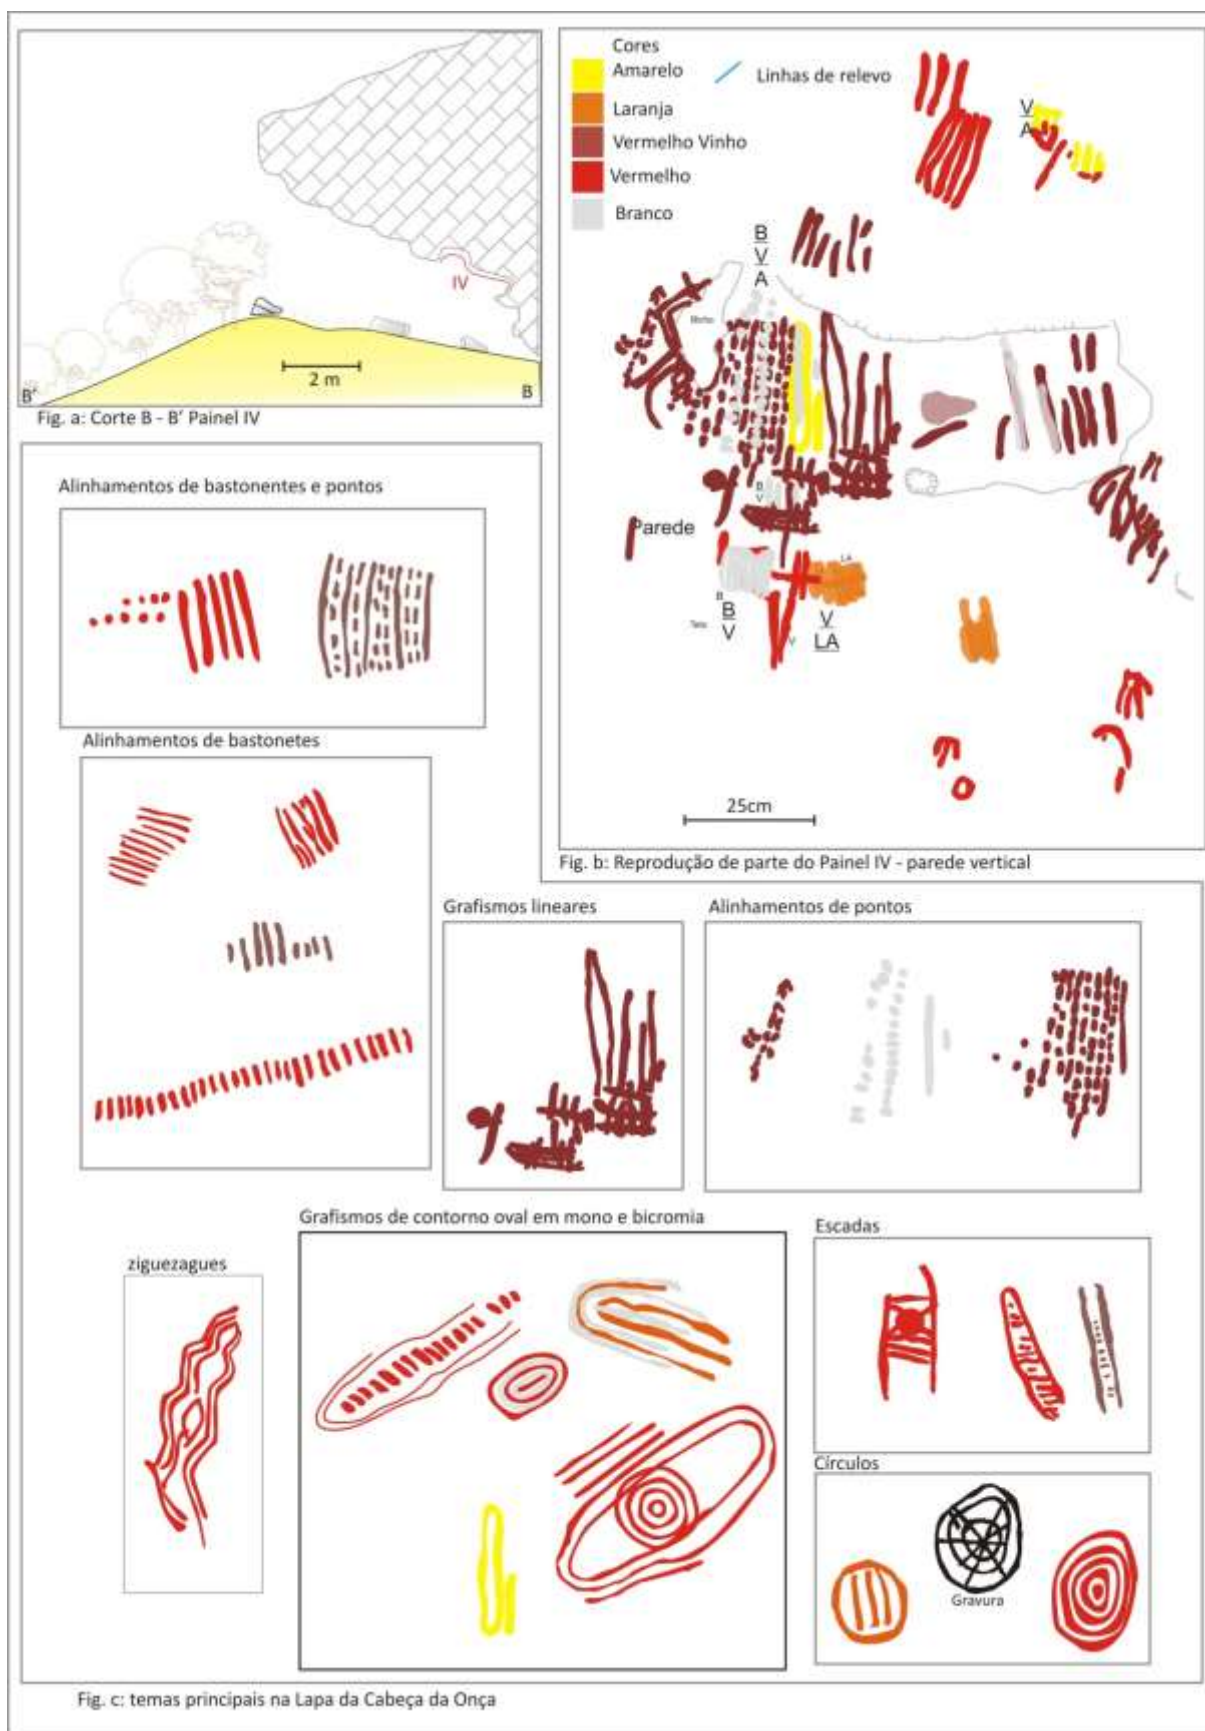 IV
2 m
B'
B
Fig. a: Corte B - B' Painel IV
Cores
Amarelo
Linhas de relevo
Laranja
Vermelho Vinho
Vermelho
Branco
V
A
B
V
A
B
V
Parede
LA
B
B
V
V
V
LA
25cm
Fig. b: Reprodução de parte do Painel IV - parede vertical
Alinhamentos de bastonentes e pontos
Alinhamentos de bastonetes
Grafismos lineares
Alinhamentos de pontos
Grafismos de contorno oval em mono e bicromia
Escadas
ziguezagues
Círculos
Gravura
Fig. c: temas principais na Lapa da Cabeça da Onça